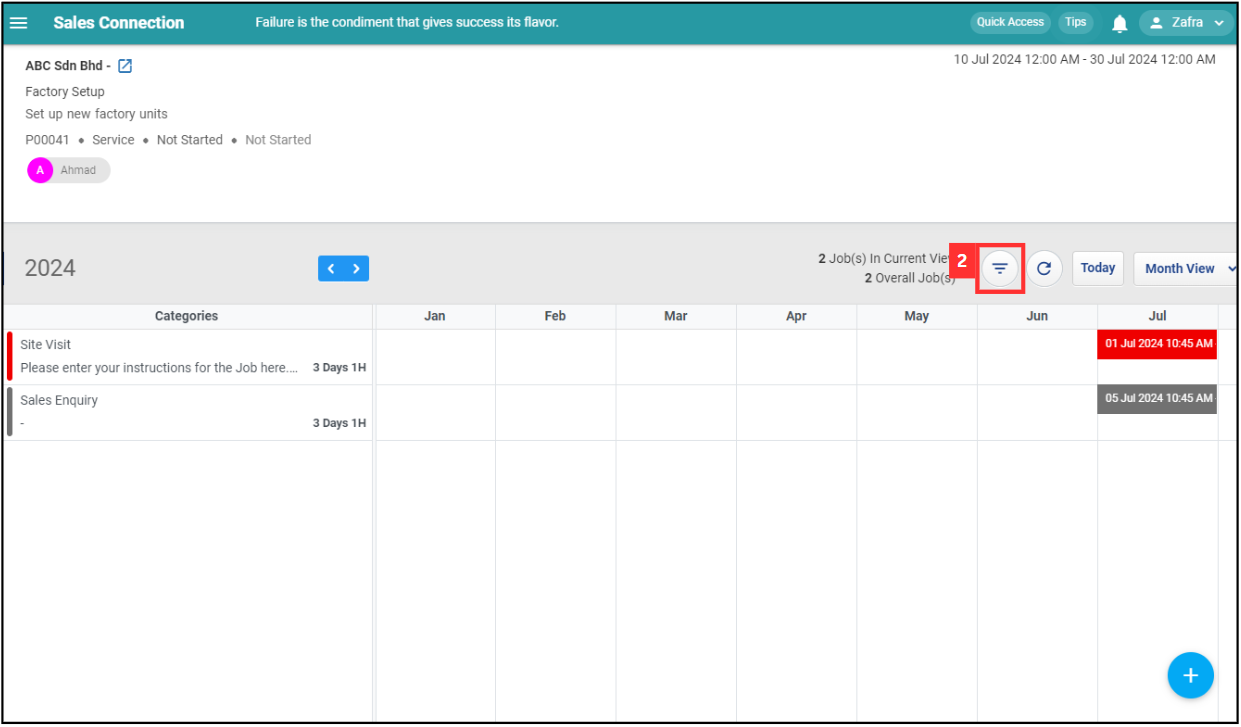 Sales Connection
Failure is the condiment that gives success its flavor.
Quick Access
Tips
Zafra
ABC Sdn Bhd -
10 Jul 2024 12:00 AM - 30 Jul 2024 12:00 AM
Factory Setup
Set up new factory units
P00041 • Service • Not Started • Not Started
A Ahmad
2024
2 Job(s) In Current Vie
2 Overall Job(s)
2
Today
Month View
Categories
Jan
Feb
Mar
Apr
May
Jun
Jul
Site Visit
Please enter your instructions for the Job here.... 3 Days 1H
01 Jul 2024 10:45 AM
Sales Enquiry
- 3 Days 1H
05 Jul 2024 10:45 AM
+